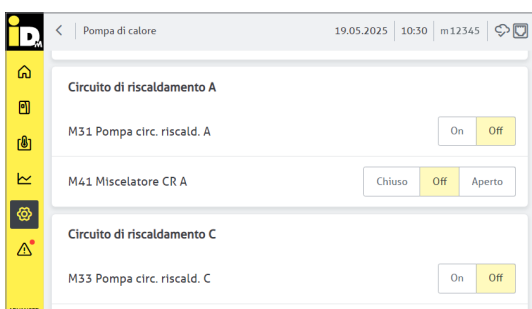 iDM
Pompa di calore
19.05.2025 10:30 m12345
Circuito di riscaldamento A
M31 Pompa circ. riscald. A
On Off
M41 Miscelatore CR A
Chiuso Off Aperto
Circuito di riscaldamento C
M33 Pompa circ. riscald. C
On Off